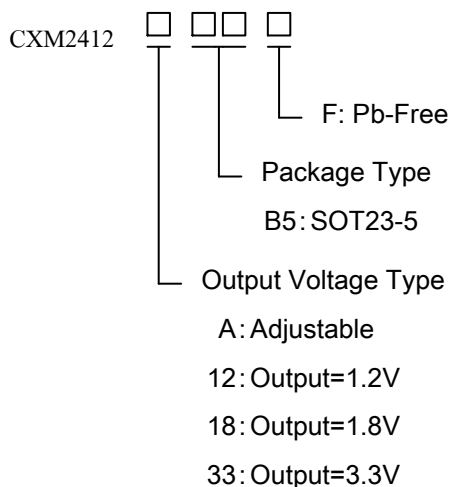 CXM2412 □ □□ □
F: Pb-Free
Package Type
B5: SOT23-5
Output Voltage Type
A: Adjustable
12: Output=1.2V
18: Output=1.8V
33: Output=3.3V